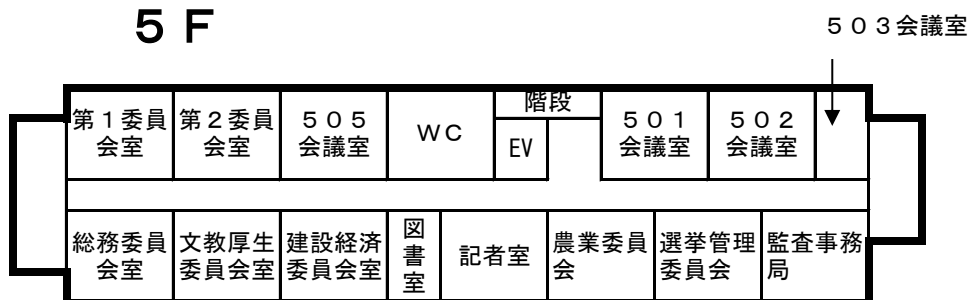 ５Ｆ
５０３会議室
第１委員
会室
第２委員
会室
５０５
会議室
ＷＣ
階段
EV
５０１
会議室
５０２
会議室
総務委員
会室
文教厚生
委員会室
建設経済
委員会室
図
書
室
記者室
農業委員
会
選挙管理
委員会
監査事務
局